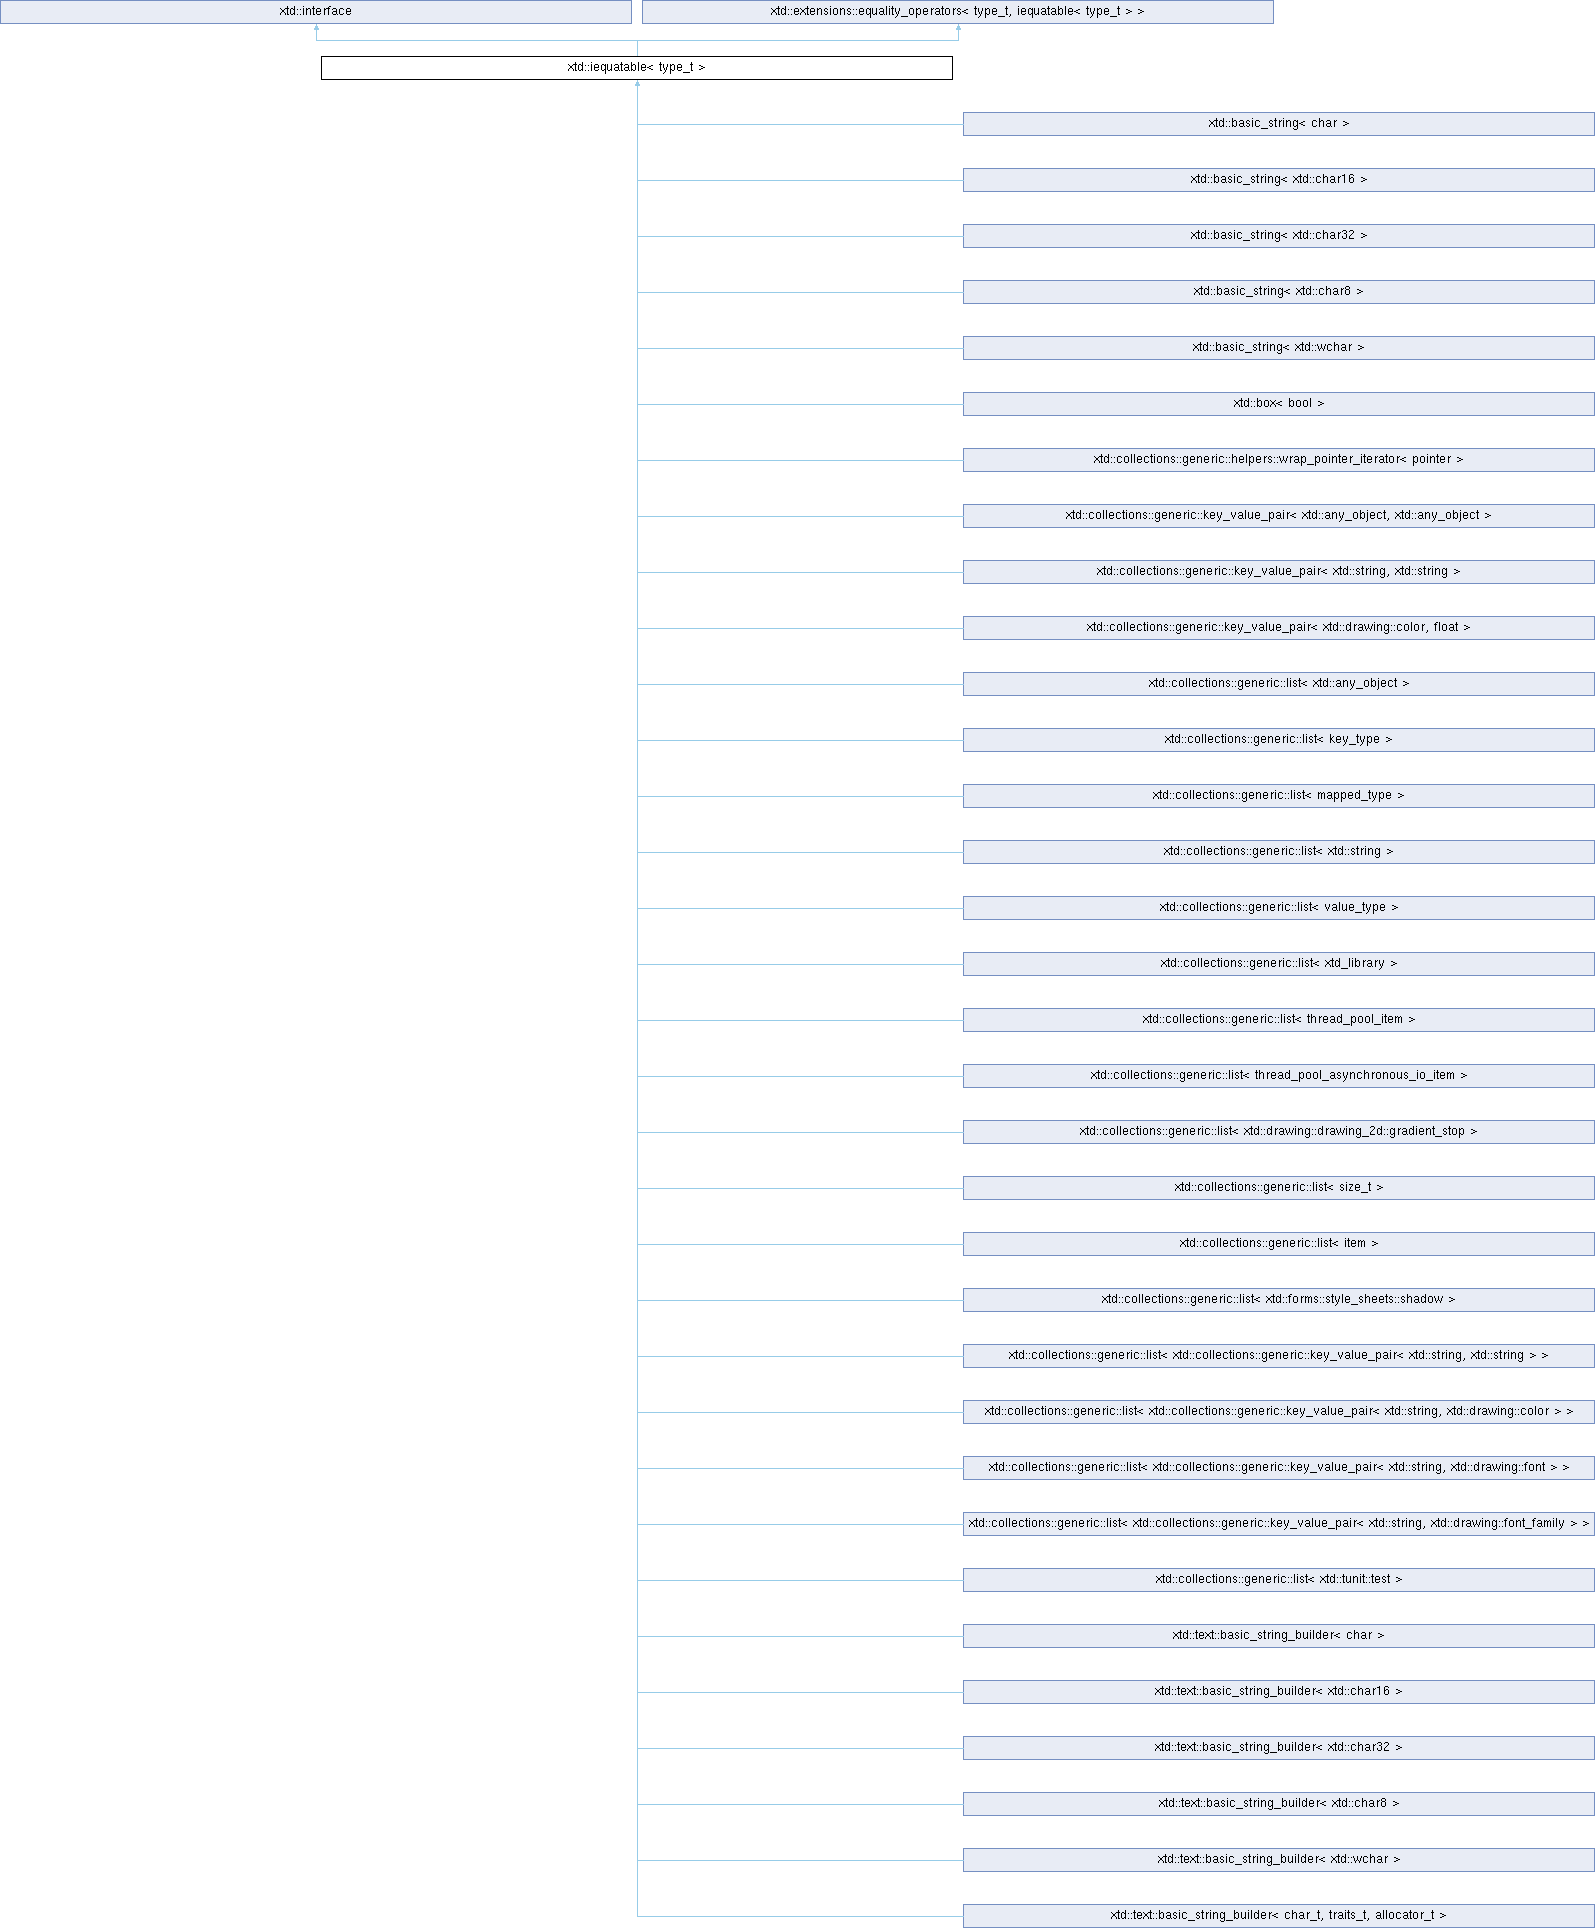 xtd::interface
xtd::extensions::equality_operators< type_t, iequatable< type_t > >
xtd::iequatable< type_t >
xtd::basic_string< char >
xtd::basic_string< xtd::char16 >
xtd::basic_string< xtd::char32 >
xtd::basic_string< xtd::char8 >
xtd::basic_string< xtd::wchar >
xtd::box< bool >
xtd::collections::generic::helpers::wrap_pointer_iterator< pointer >
xtd::collections::generic::key_value_pair< xtd::any_object, xtd::any_object >
xtd::collections::generic::key_value_pair< xtd::string, xtd::string >
xtd::collections::generic::key_value_pair< xtd::drawing::color, float >
xtd::collections::generic::list< xtd::any_object >
xtd::collections::generic::list< key_type >
xtd::collections::generic::list< mapped_type >
xtd::collections::generic::list< xtd::string >
xtd::collections::generic::list< value_type >
xtd::collections::generic::list< xtd_library >
xtd::collections::generic::list< thread_pool_item >
xtd::collections::generic::list< thread_pool_asynchronous_io_item >
xtd::collections::generic::list< xtd::drawing::drawing_2d::gradient_stop >
xtd::collections::generic::list< size_t >
xtd::collections::generic::list< item >
xtd::collections::generic::list< xtd::forms::style_sheets::shadow >
xtd::collections::generic::list< xtd::collections::generic::key_value_pair< xtd::string, xtd::string > >
xtd::collections::generic::list< xtd::collections::generic::key_value_pair< xtd::string, xtd::drawing::color > >
xtd::collections::generic::list< xtd::collections::generic::key_value_pair< xtd::string, xtd::drawing::font > >
xtd::collections::generic::list< xtd::collections::generic::key_value_pair< xtd::string, xtd::drawing::font_family > >
xtd::collections::generic::list< xtd::tunit::test >
xtd::text::basic_string_builder< char >
xtd::text::basic_string_builder< xtd::char16 >
xtd::text::basic_string_builder< xtd::char32 >
xtd::text::basic_string_builder< xtd::char8 >
xtd::text::basic_string_builder< xtd::wchar >
xtd::text::basic_string_builder< char_t, traits_t, allocator_t >